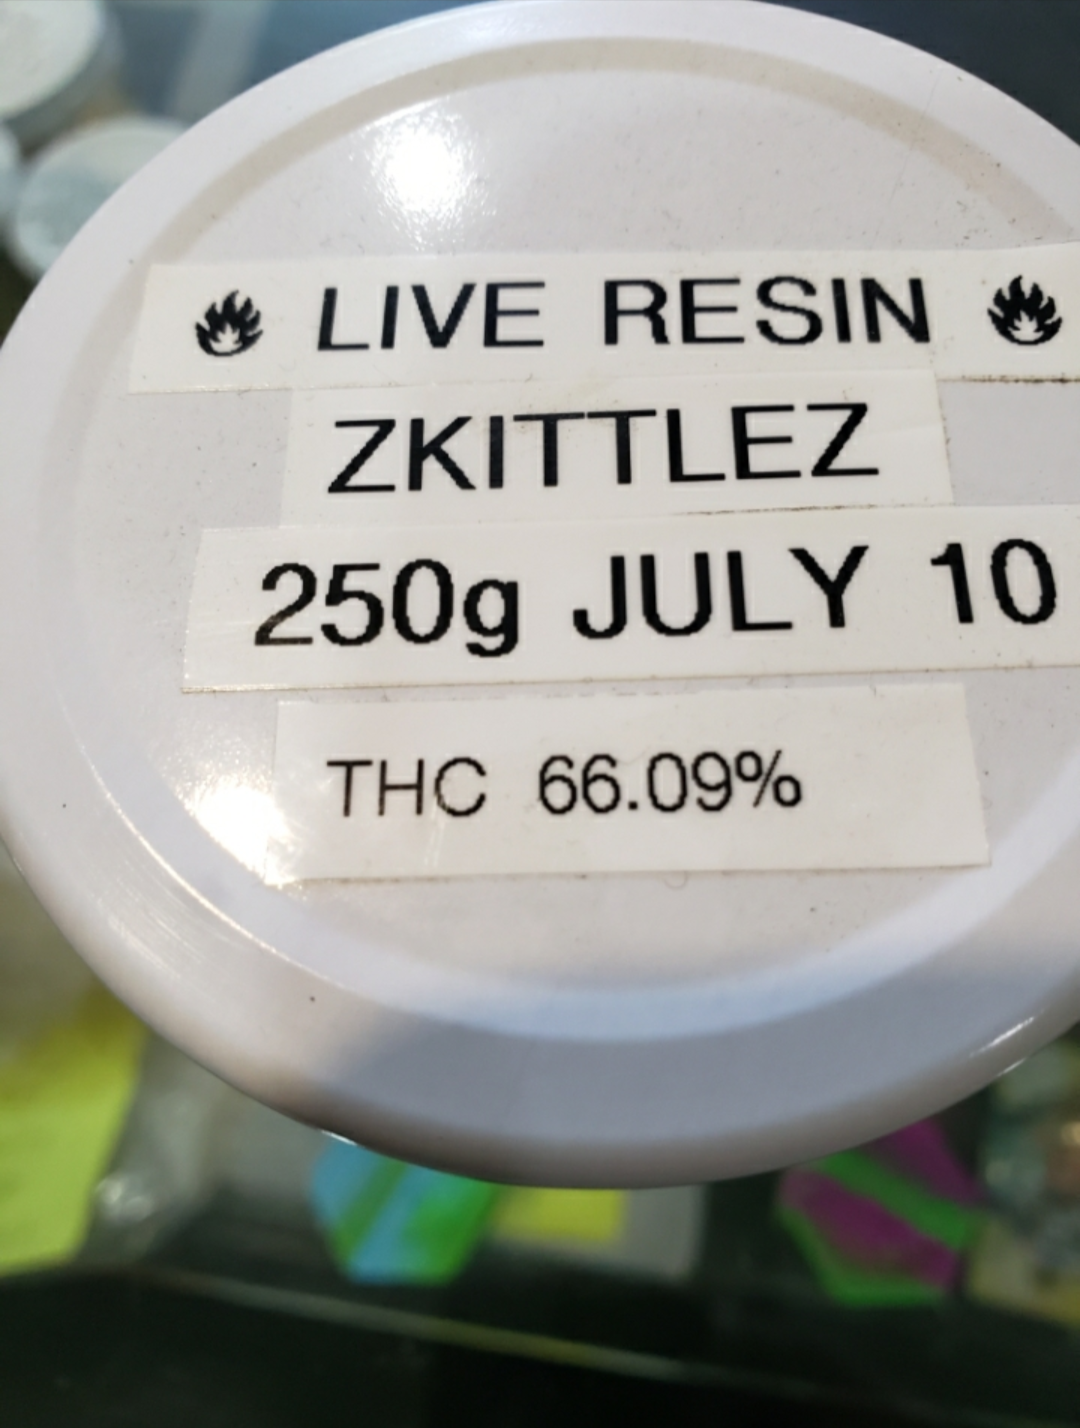 LIVE RESIN
ZKITTLEZ
250g JULY 10
THC 66.09%